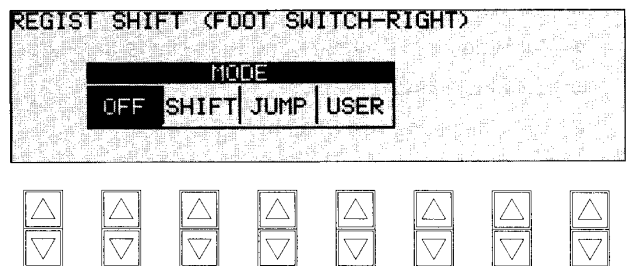 REGIST SHIFT (FOOT SWITCH-RIGHT)
MODE
OFF SHIFT JUMP USER